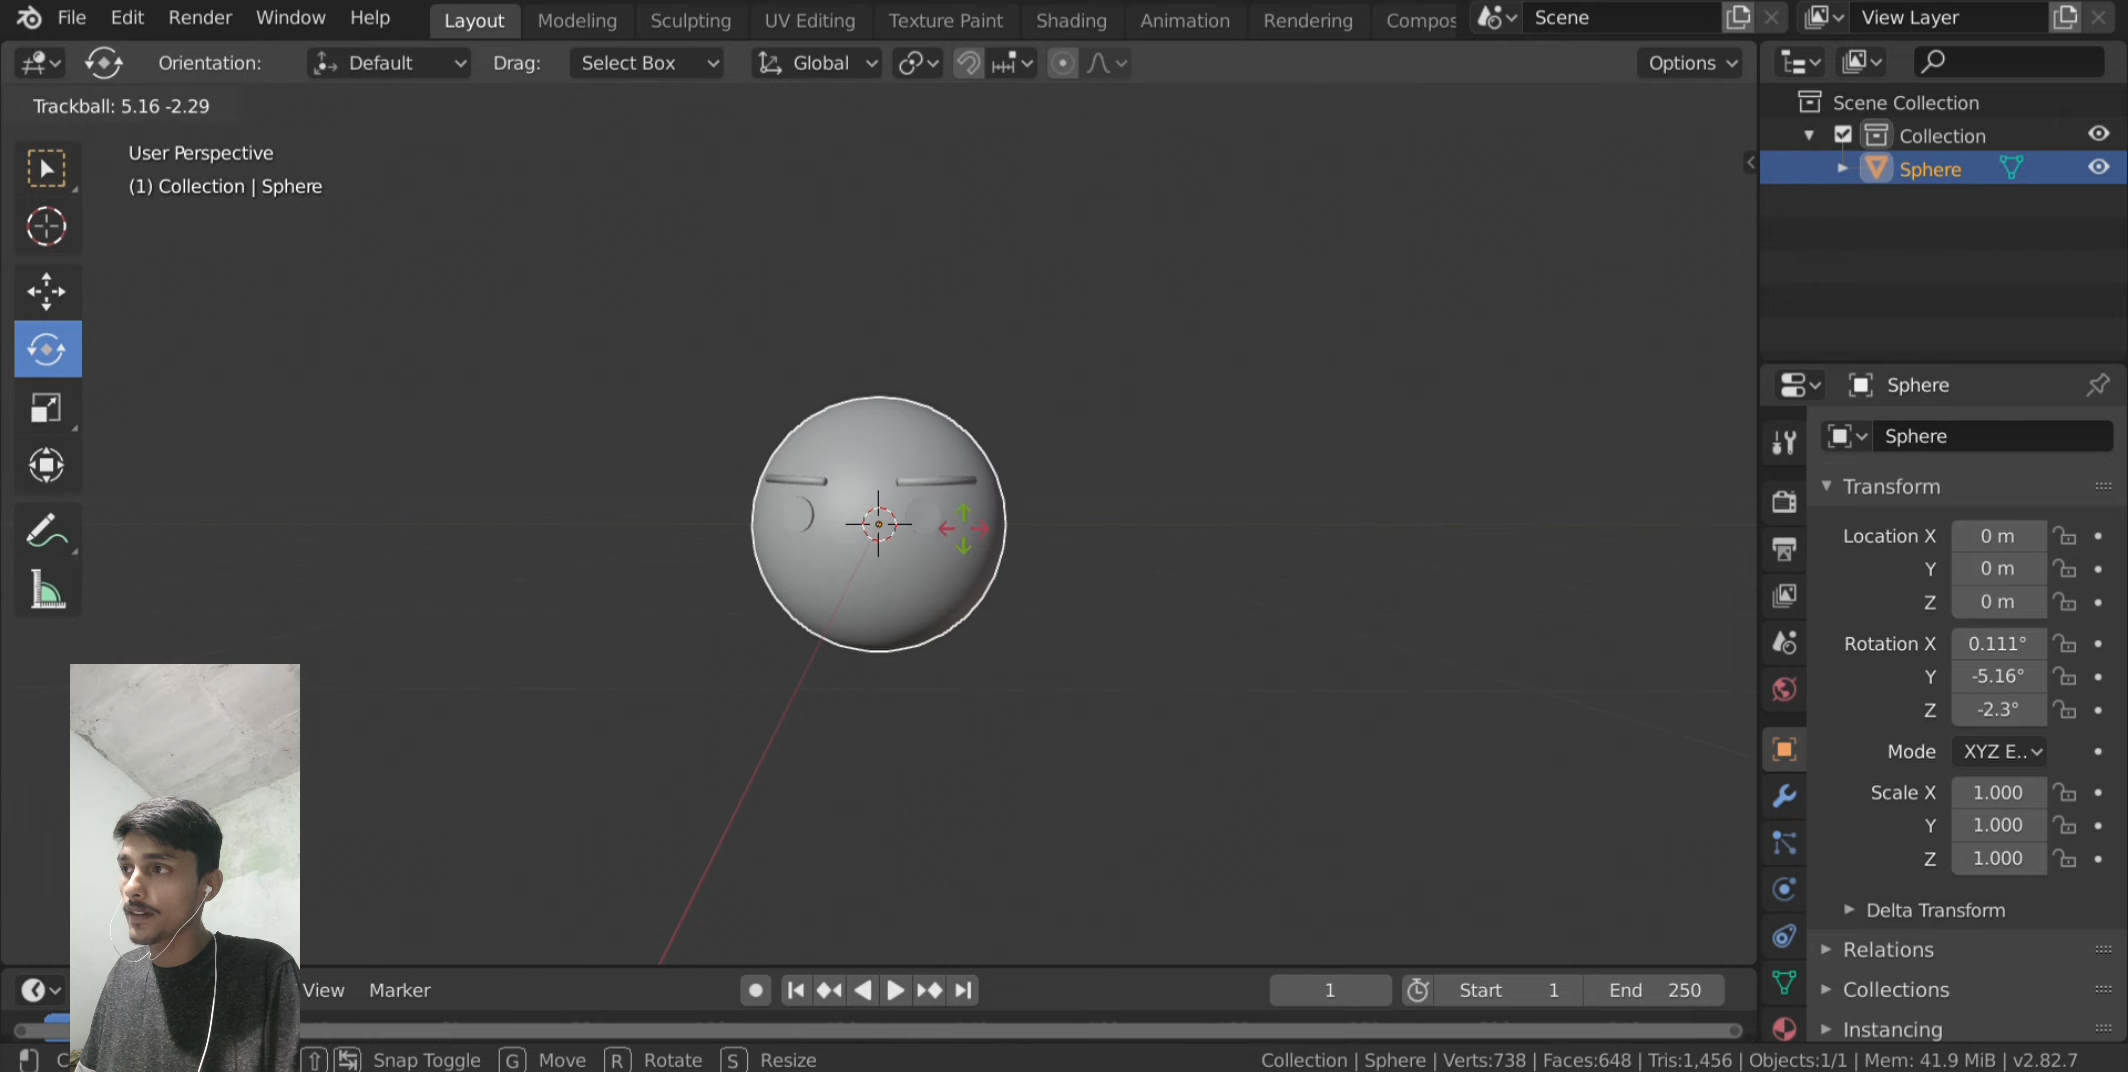 File Edit Render Window Help Layout Modeling Sculpting UV Editing Texture Paint Shading Animation Rendering Compos Scene View Layer
Orientation: Default Drag: Select Box Global Options
Trackball: 5.16 -2.29
User Perspective
(1) Collection | Sphere
Scene Collection
Collection
Sphere
Sphere
Sphere
Transform
Location X 0 m
Y 0 m
Z 0 m
Rotation X 0.111°
Y -5.16°
Z -2.3°
Mode XYZ E..
Scale X 1.000
Y 1.000
Z 1.000
Delta Transform
Relations
Collections
Instancing
View Marker 1 Start 1 End 250
Snap Toggle G Move R Rotate S Resize Collection | Sphere | Verts:738 | Faces:648 | Tris:1,456 | Objects:1/1 | Mem: 41.9 MiB | v2.82.7